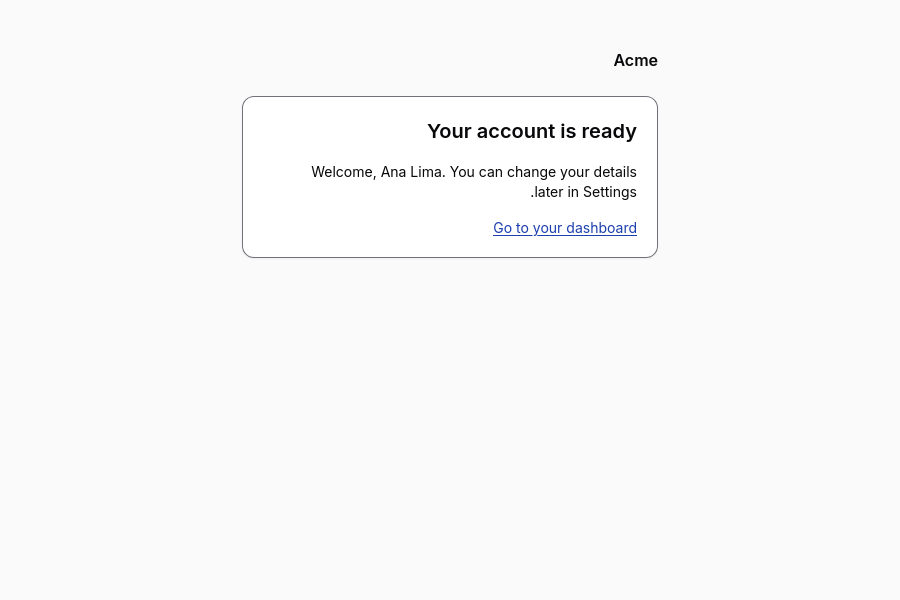 Acme
Your account is ready
Welcome, Ana Lima. You can change your details
.later in Settings
Go to your dashboard